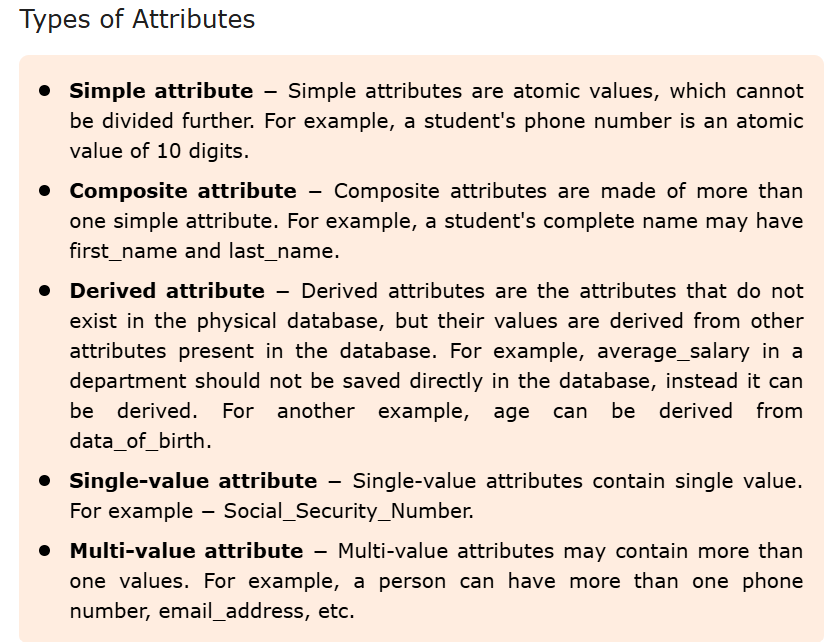 Types of Attributes
● Simple attribute – Simple attributes are atomic values, which cannot
be divided further. For example, a student's phone number is an atomic
value of 10 digits.
● Composite attribute – Composite attributes are made of more than
one simple attribute. For example, a student's complete name may have
first_name and last_name.
● Derived attribute – Derived attributes are the attributes that do not
exist in the physical database, but their values are derived from other
attributes present in the database. For example, average_salary in a
department should not be saved directly in the database, instead it can
be derived. For another example, age can be derived from
data_of_birth.
● Single-value attribute – Single-value attributes contain single value.
For example – Social_Security_Number.
● Multi-value attribute – Multi-value attributes may contain more than
one values. For example, a person can have more than one phone
number, email_address, etc.